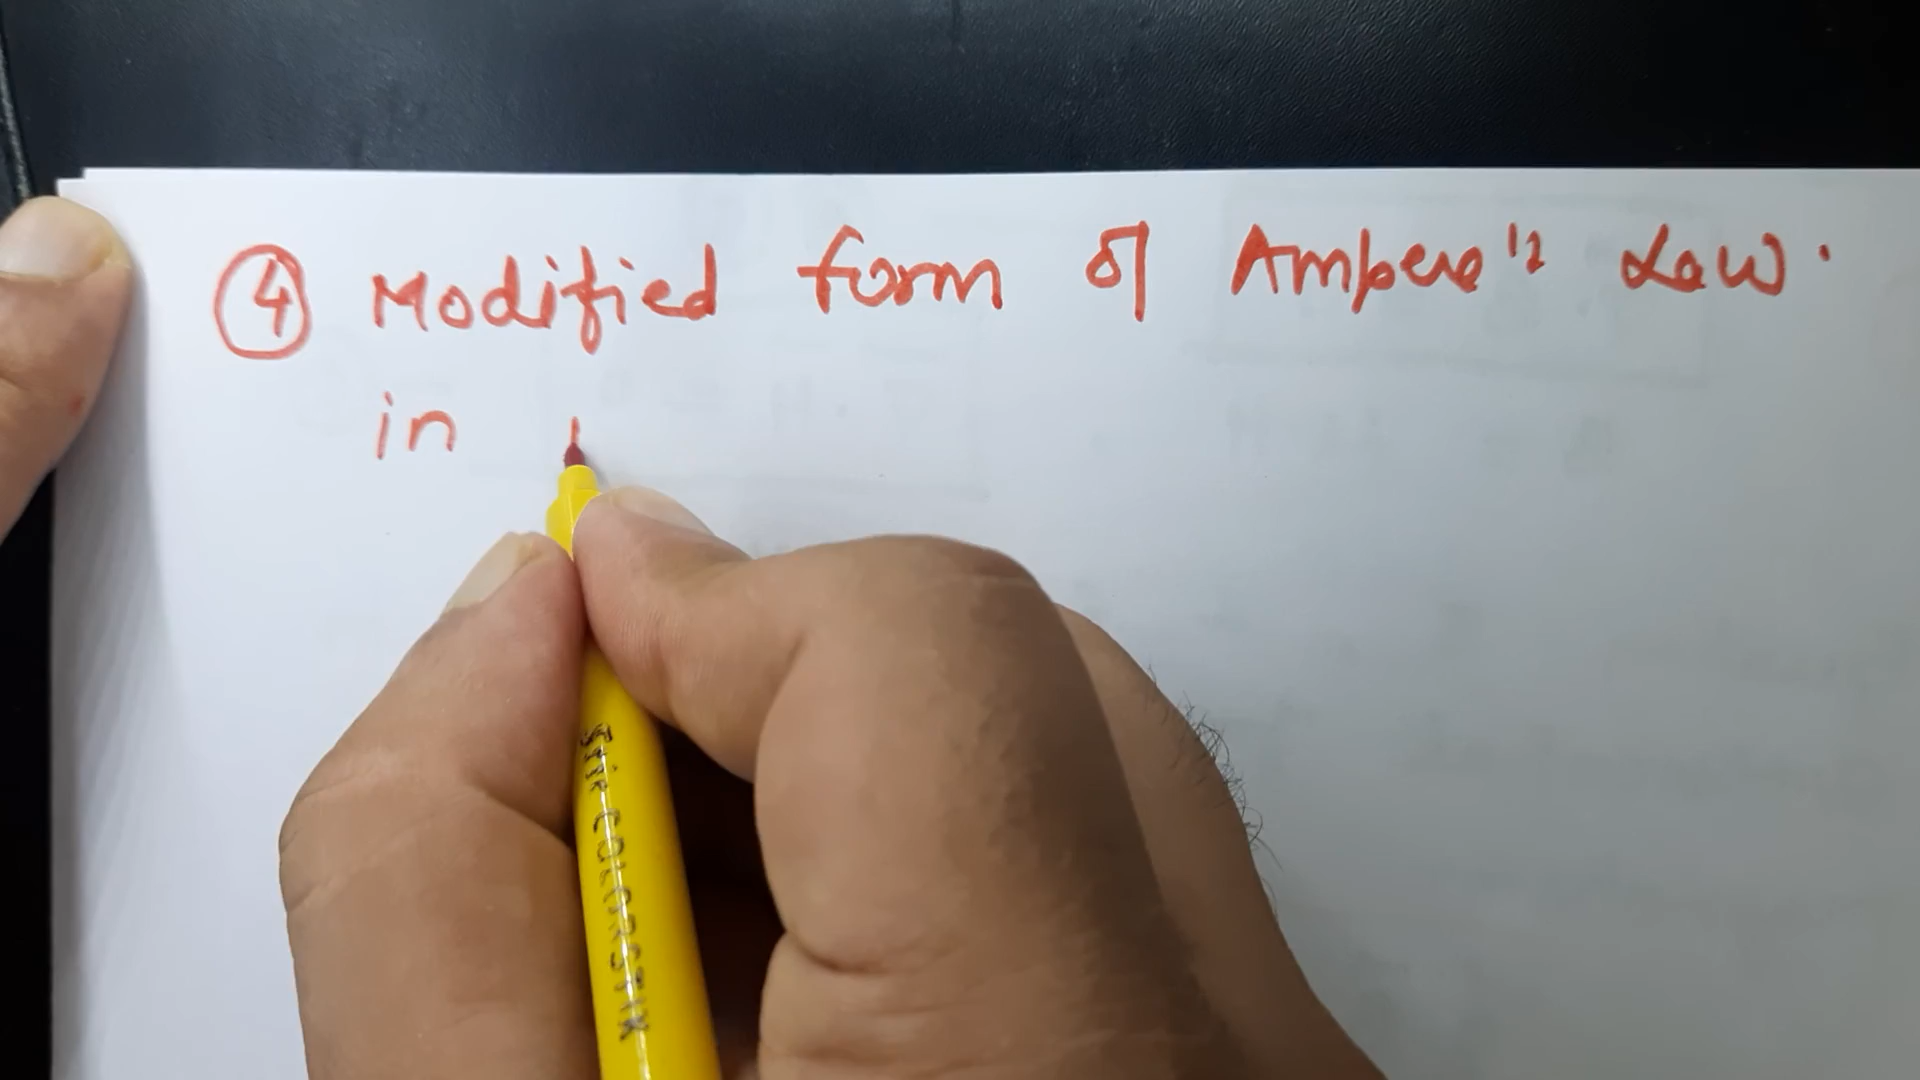 ④ Modified form of Ampere's Law.
in